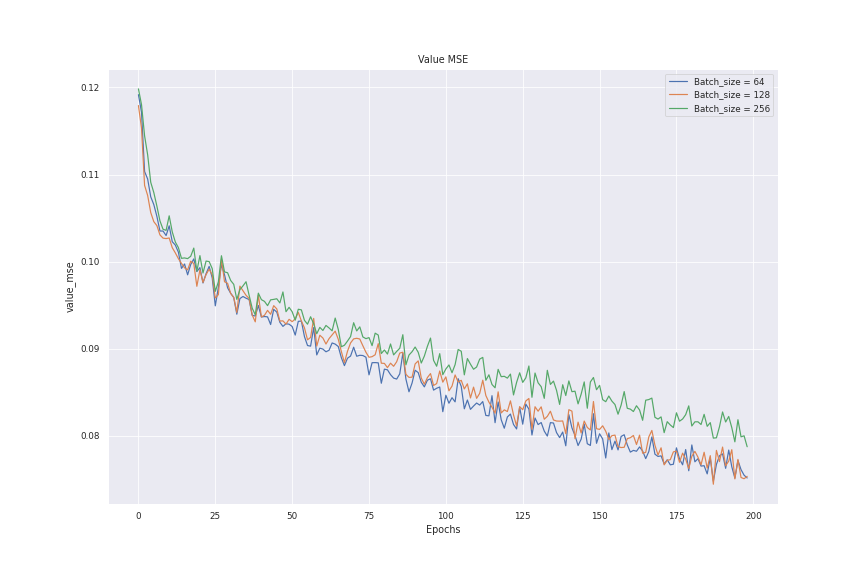 Value MSE
Batch_size = 64
Batch_size = 128
Batch_size = 256
0.12
0.11
0.10
0.09
0.08
value_mse
0 25 50 75 100 125 150 175 200
Epochs